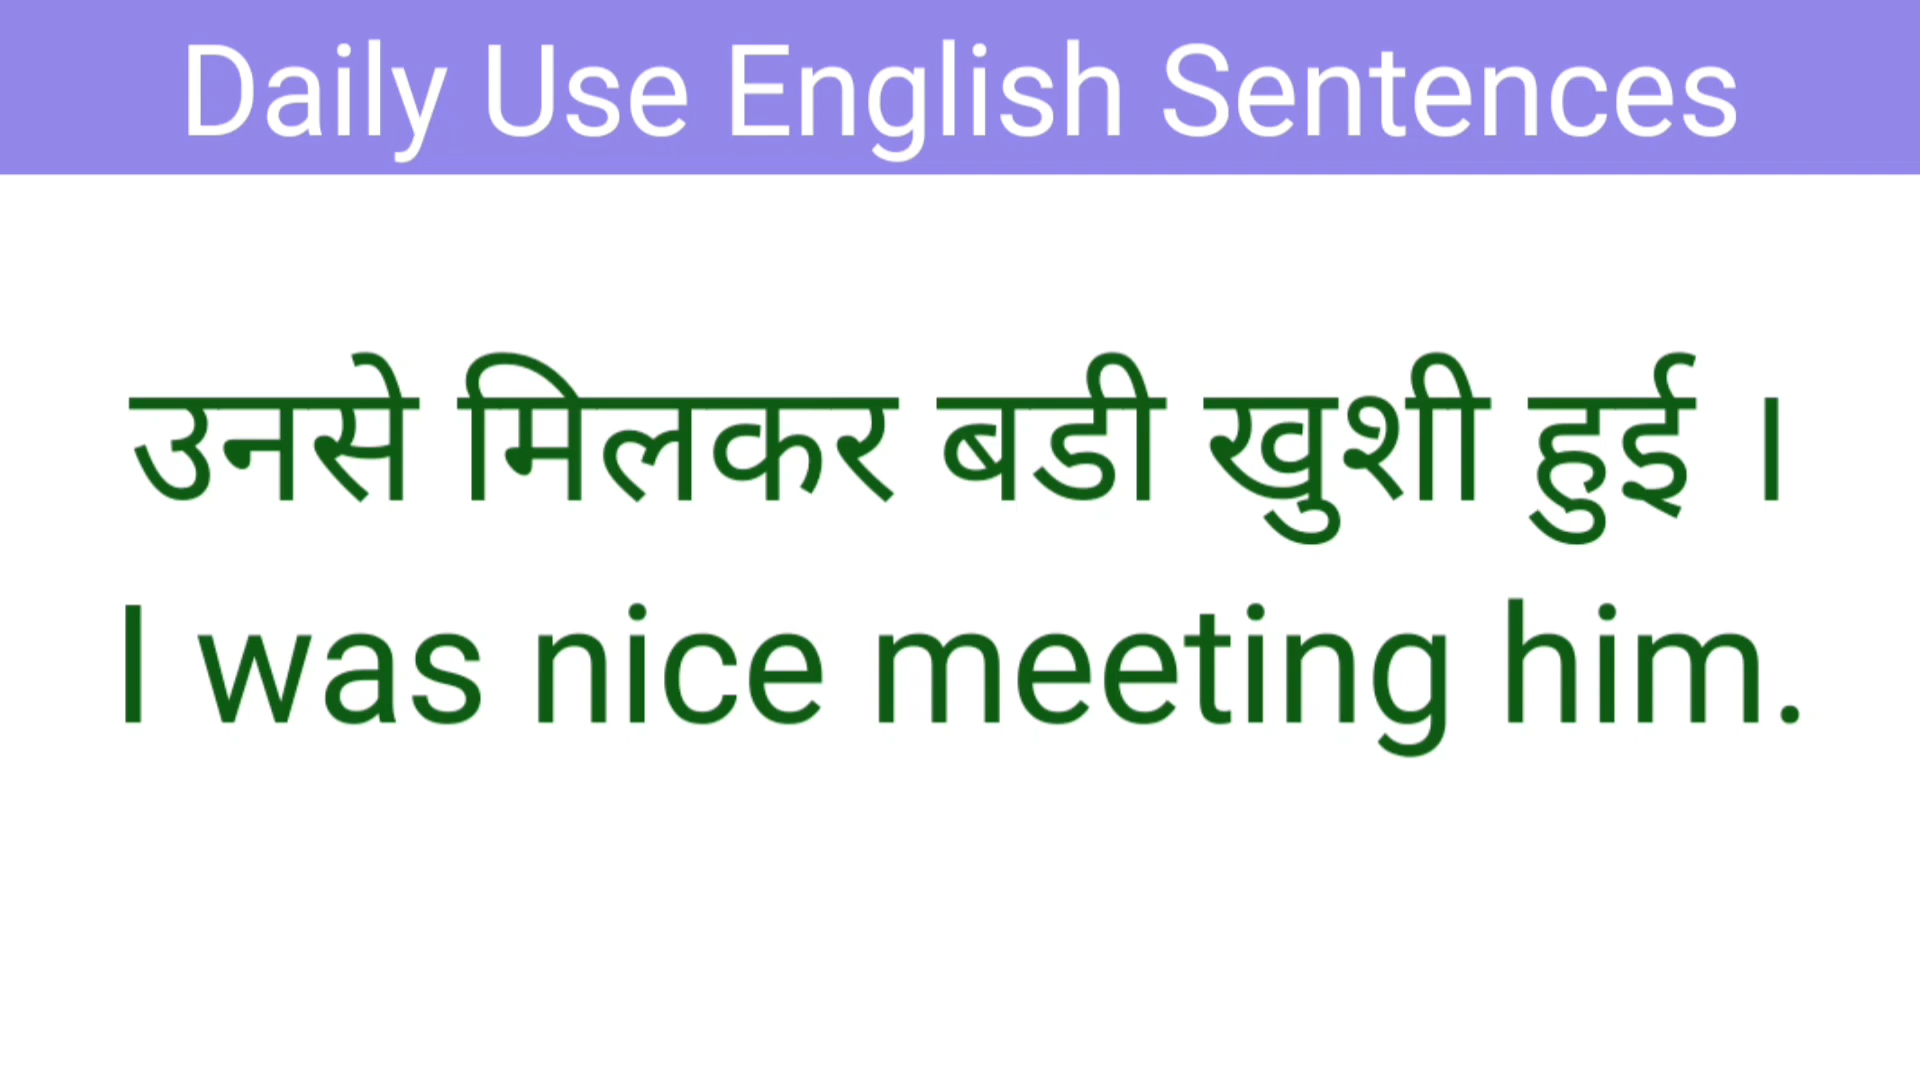 Daily Use English Sentences
उनसे मिलकर बडी खुशी हुई ।
I was nice meeting him.